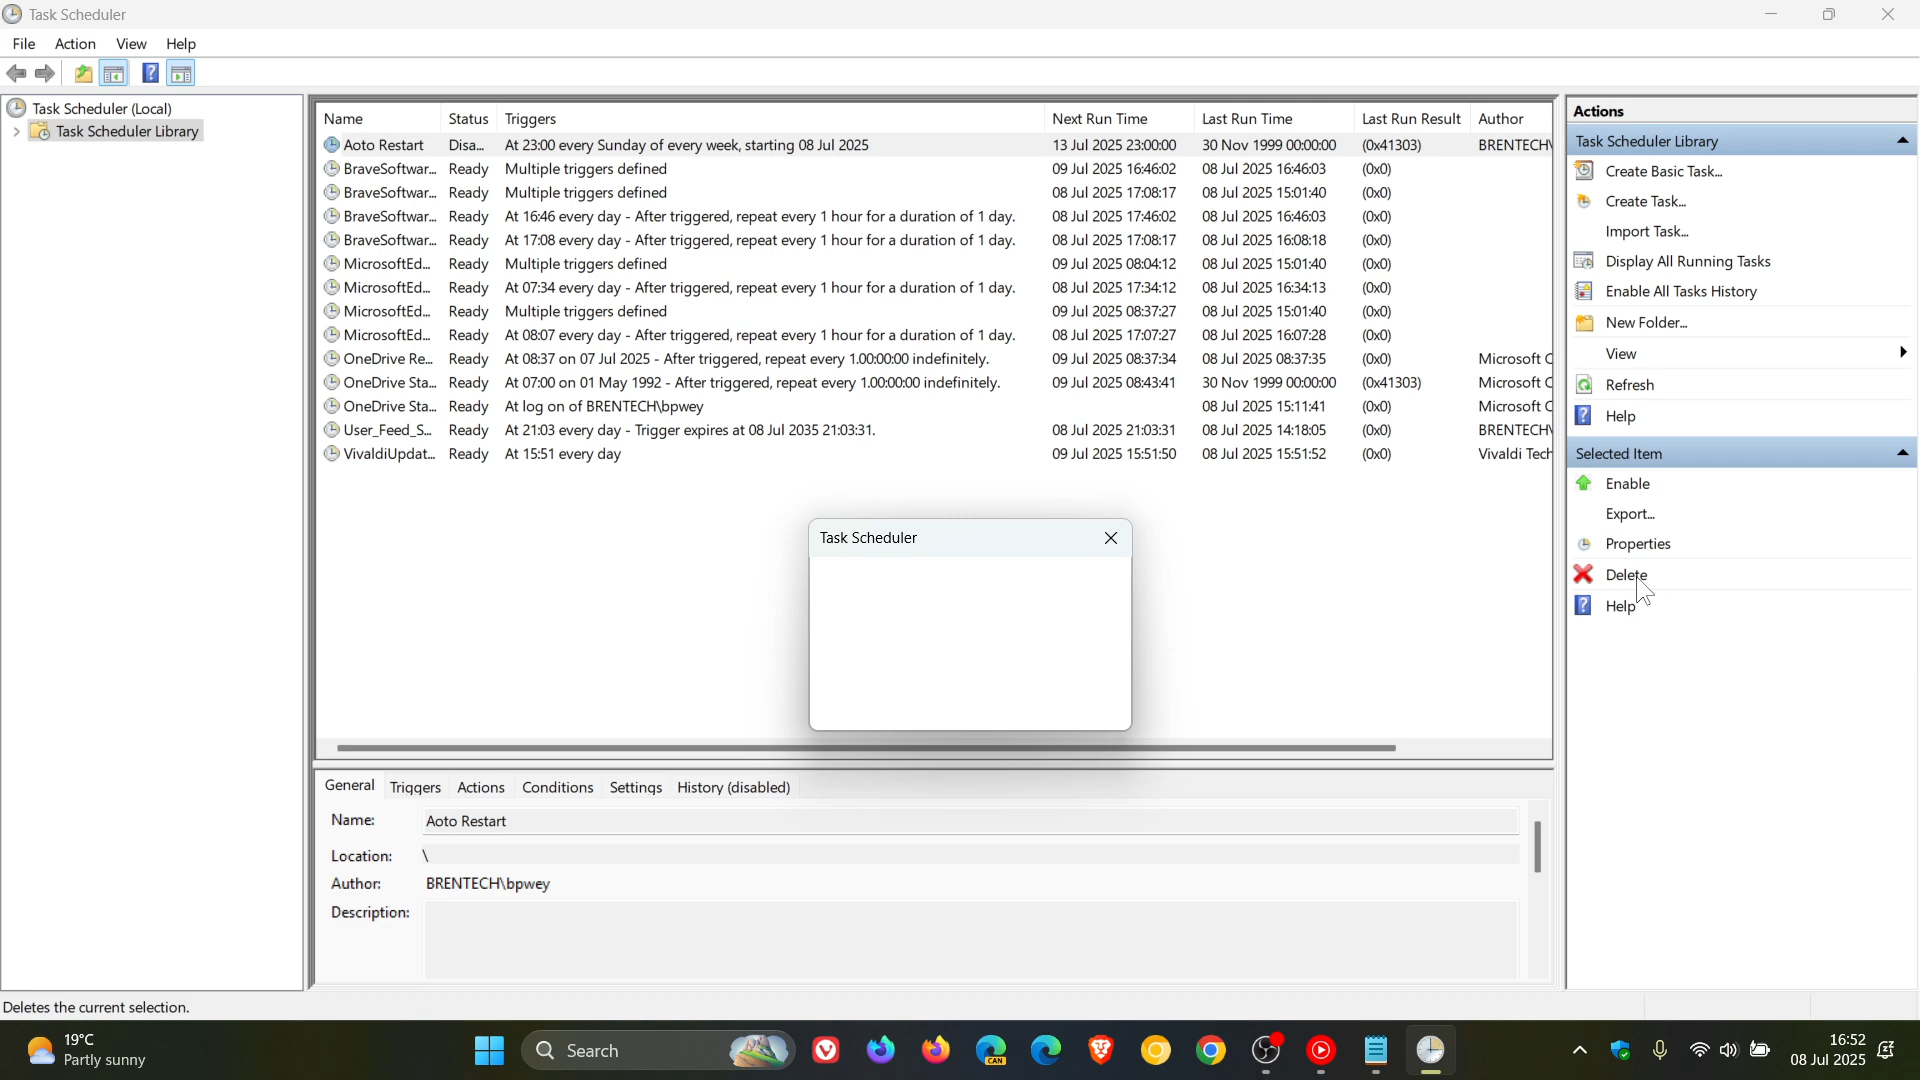 Task Scheduler
File Action View Help
Task Scheduler (Local)
Task Scheduler Library
Name Status Triggers Next Run Time Last Run Time Last Run Result Author
Aoto Restart Disa... At 23:00 every Sunday of every week, starting 08 Jul 2025 13 Jul 2025 23:00:00 30 Nov 1999 00:00:00 (0x41303) BRENTECH\
BraveSoftwar... Ready Multiple triggers defined 09 Jul 2025 16:46:02 08 Jul 2025 16:46:03 (0x0)
BraveSoftwar... Ready Multiple triggers defined 08 Jul 2025 17:08:17 08 Jul 2025 15:01:40 (0x0)
BraveSoftwar... Ready At 16:46 every day - After triggered, repeat every 1 hour for a duration of 1 day. 08 Jul 2025 17:46:02 08 Jul 2025 16:46:03 (0x0)
BraveSoftwar... Ready At 17:08 every day - After triggered, repeat every 1 hour for a duration of 1 day. 08 Jul 2025 17:08:17 08 Jul 2025 16:08:18 (0x0)
MicrosoftEd... Ready Multiple triggers defined 09 Jul 2025 08:04:12 08 Jul 2025 15:01:40 (0x0)
MicrosoftEd... Ready At 07:34 every day - After triggered, repeat every 1 hour for a duration of 1 day. 08 Jul 2025 17:34:12 08 Jul 2025 16:34:13 (0x0)
MicrosoftEd... Ready Multiple triggers defined 09 Jul 2025 08:37:27 08 Jul 2025 15:01:40 (0x0)
MicrosoftEd... Ready At 08:07 every day - After triggered, repeat every 1 hour for a duration of 1 day. 08 Jul 2025 17:07:27 08 Jul 2025 16:07:28 (0x0)
OneDrive Re... Ready At 08:37 on 07 Jul 2025 - After triggered, repeat every 1.00:00:00 indefinitely. 09 Jul 2025 08:37:34 08 Jul 2025 08:37:35 (0x0) Microsoft C
OneDrive Sta... Ready At 07:00 on 01 May 1992 - After triggered, repeat every 1.00:00:00 indefinitely. 09 Jul 2025 08:43:41 30 Nov 1999 00:00:00 (0x41303) Microsoft C
OneDrive Sta... Ready At log on of BRENTECH\bpwey 08 Jul 2025 15:11:41 (0x0) Microsoft C
User_Feed_S... Ready At 21:03 every day - Trigger expires at 08 Jul 2035 21:03:31. 08 Jul 2025 21:03:31 08 Jul 2025 14:18:05 (0x0) BRENTECH\
VivaldiUpdat... Ready At 15:51 every day 09 Jul 2025 15:51:50 08 Jul 2025 15:51:52 (0x0) Vivaldi Tech
Task Scheduler
General Triggers Actions Conditions Settings History (disabled)
Name: Aoto Restart
Location: \
Author: BRENTECH\bpwey
Description:
Actions
Task Scheduler Library
Create Basic Task...
Create Task...
Import Task...
Display All Running Tasks
Enable All Tasks History
New Folder...
View
Refresh
Help
Selected Item
Enable
Export...
Properties
Delete
Help
Deletes the current selection.
19°C
Partly sunny
Search
CAN
16:52
08 Jul 2025